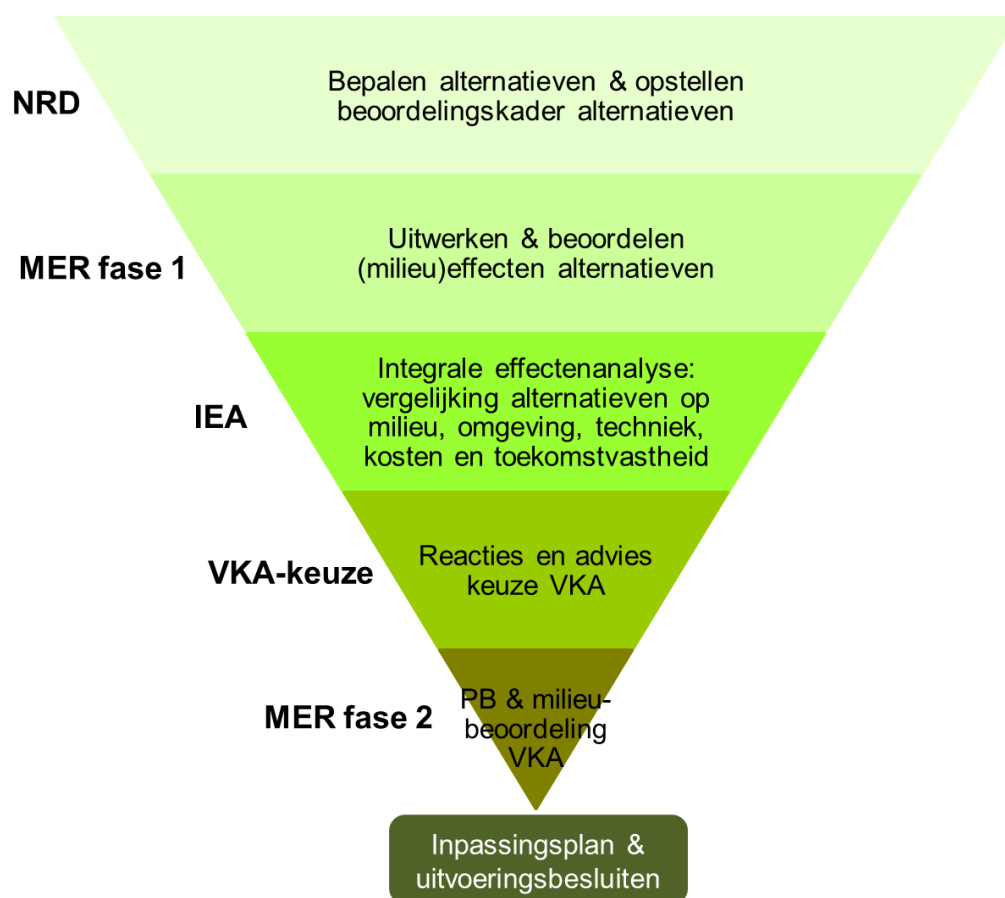 NRD
Bepalen alternatieven & opstellen
beoordelingskader alternatieven
MER fase 1
Uitwerken & beoordelen
(milieu)effecten alternatieven
IEA
Integrale effectenanalyse:
vergelijking alternatieven op
milieu, omgeving, techniek,
kosten en toekomstvastheid
VKA-keuze
Reacties en advies
keuze VKA
MER fase 2
PB & milieu-
beoordeling
VKA
Inpassingsplan &
uitvoeringsbesluiten